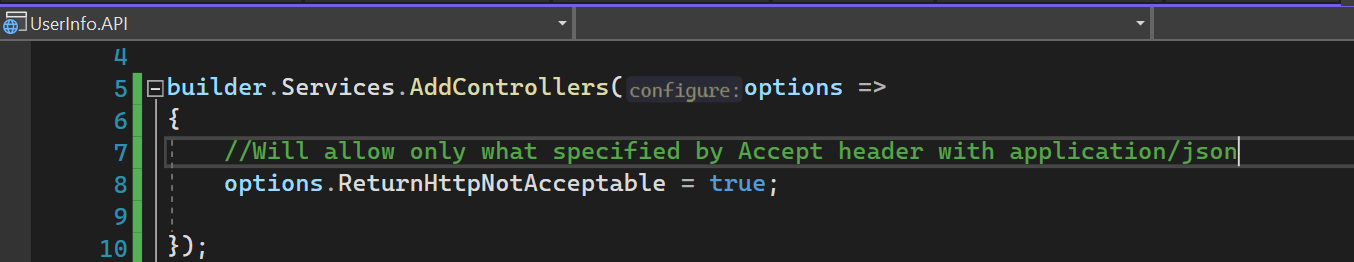 UserInfo.API
4
5 builder.Services.AddControllers(configure:options =>
6 {
7 //Will allow only what specified by Accept header with application/json
8 options.ReturnHttpNotAcceptable = true;
9
10 });